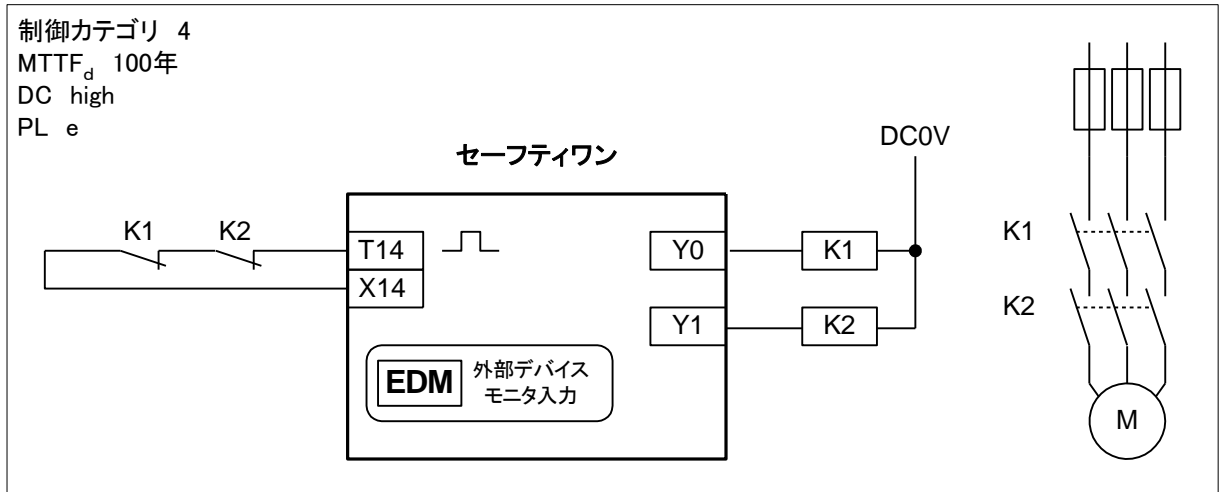 制御カテゴリ 4
MTTFd 100年
DC high
PL e
セーフティワン
DC0V
K1 K2
T14
X14
Y0
K1
Y1
K2
EDM
外部デバイス
モニタ入力
K1
K2
M